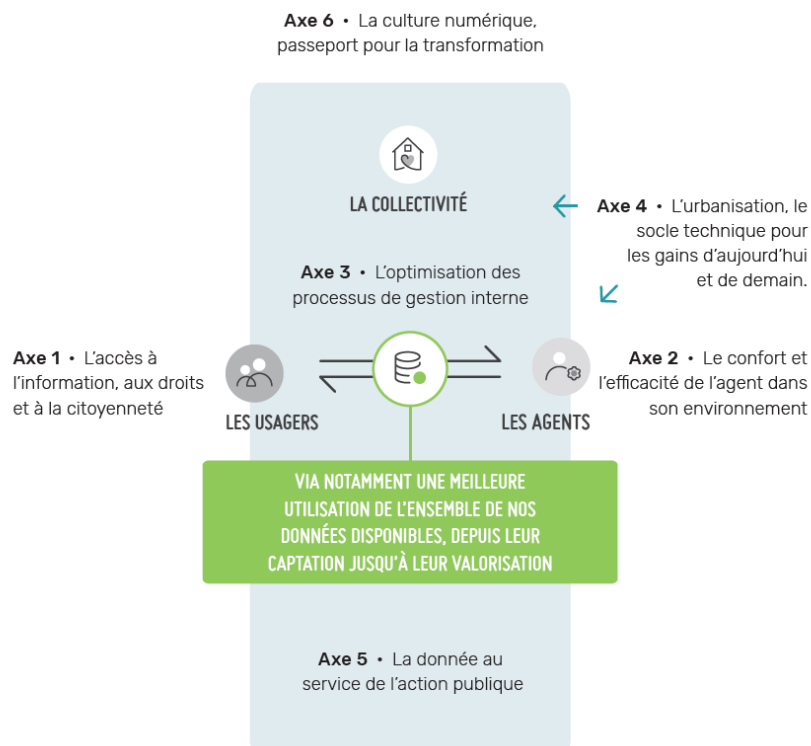 Axe 6 • La culture numérique,
passeport pour la transformation
LA COLLECTIVITÉ
Axe 4 • L’urbanisation, le
socle technique pour
les gains d’aujourd’hui
et de demain.
Axe 3 • L’optimisation des
processus de gestion interne
Axe 1 • L’accès à
l’information, aux droits
et à la citoyenneté
LES USAGERS
LES AGENTS
Axe 2 • Le confort et
l’efficacité de l’agent dans
son environnement
VIA NOTAMMENT UNE MEILLEURE
UTILISATION DE L’ENSEMBLE DE NOS
DONNÉES DISPONIBLES, DEPUIS LEUR
CAPTATION JUSQU’À LEUR VALORISATION
Axe 5 • La donnée au
service de l’action publique